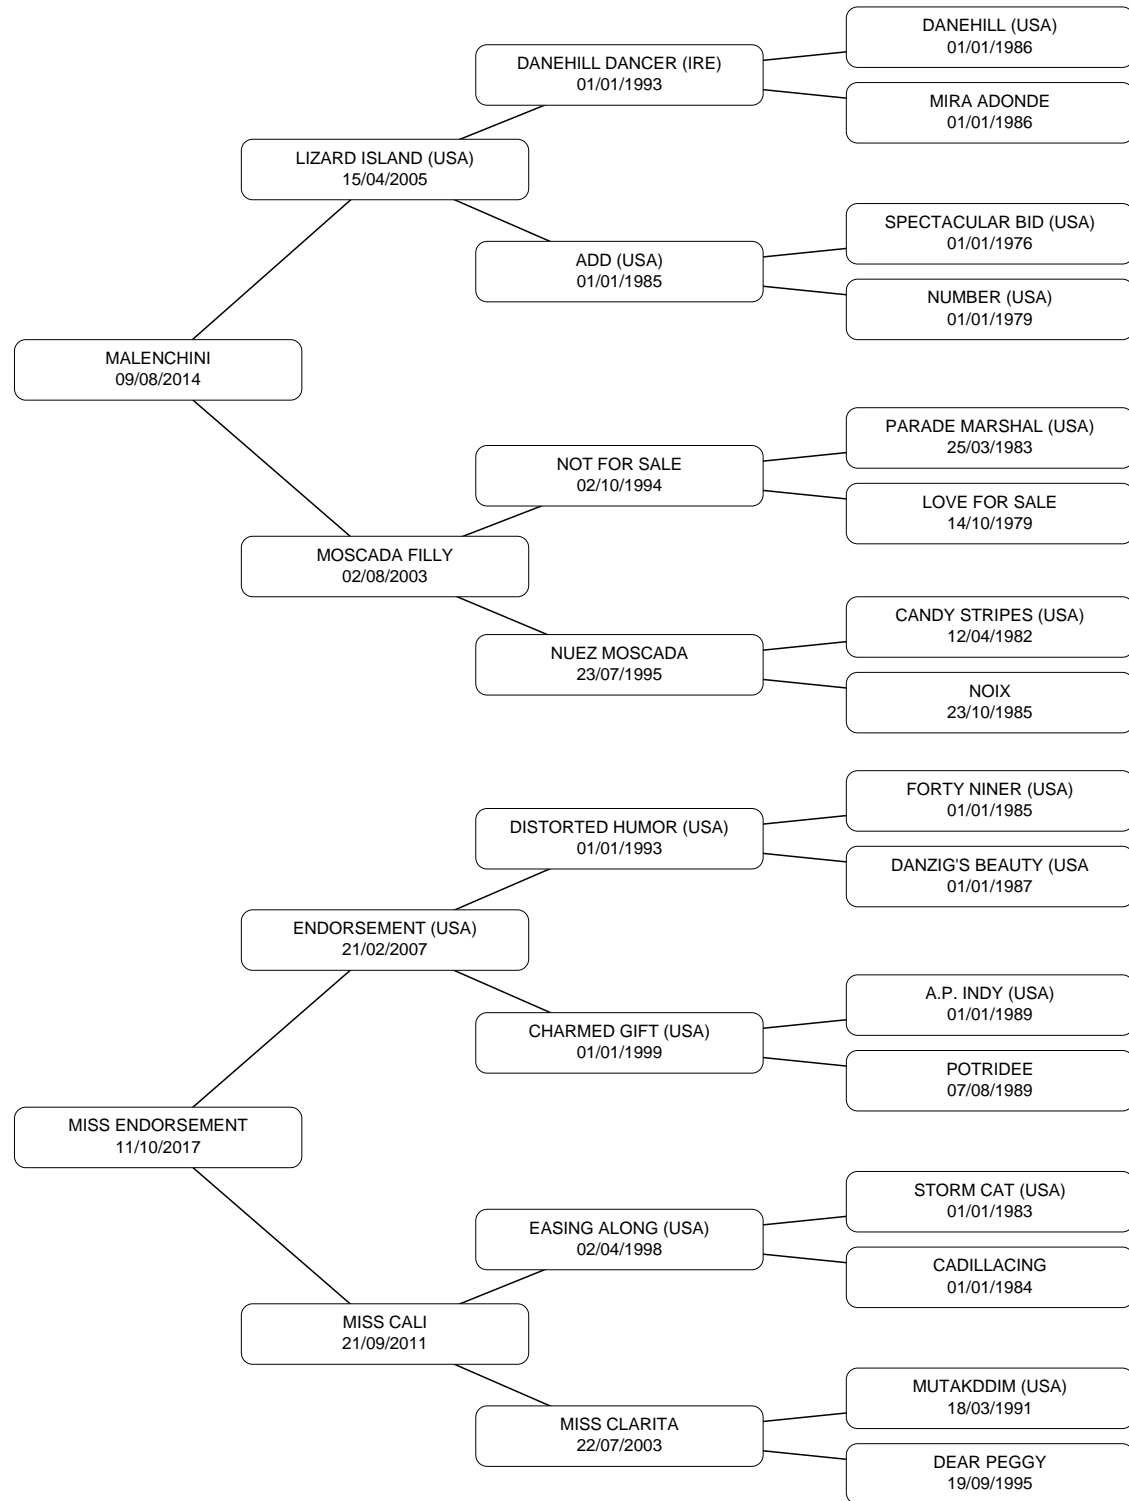 DANEHILL (USA)
01/01/1986
DANEHILL DANCER (IRE)
01/01/1993
MIRA ADONDE
01/01/1986
LIZARD ISLAND (USA)
15/04/2005
SPECTACULAR BID (USA)
01/01/1976
ADD (USA)
01/01/1985
NUMBER (USA)
01/01/1979
MALENCHINI
09/08/2014
PARADE MARSHAL (USA)
25/03/1983
NOT FOR SALE
02/10/1994
LOVE FOR SALE
14/10/1979
MOSCADA FILLY
02/08/2003
CANDY STRIPES (USA)
12/04/1982
NUEZ MOSCADA
23/07/1995
NOIX
23/10/1985
FORTY NINER (USA)
01/01/1985
DISTORTED HUMOR (USA)
01/01/1993
DANZIG'S BEAUTY (USA
01/01/1987
ENDORSEMENT (USA)
21/02/2007
A.P. INDY (USA)
01/01/1989
CHARMED GIFT (USA)
01/01/1999
POTRIDEE
07/08/1989
MISS ENDORSEMENT
11/10/2017
STORM CAT (USA)
01/01/1983
EASING ALONG (USA)
02/04/1998
CADILLACING
01/01/1984
MISS CALI
21/09/2011
MUTAKDDIM (USA)
18/03/1991
MISS CLARITA
22/07/2003
DEAR PEGGY
19/09/1995